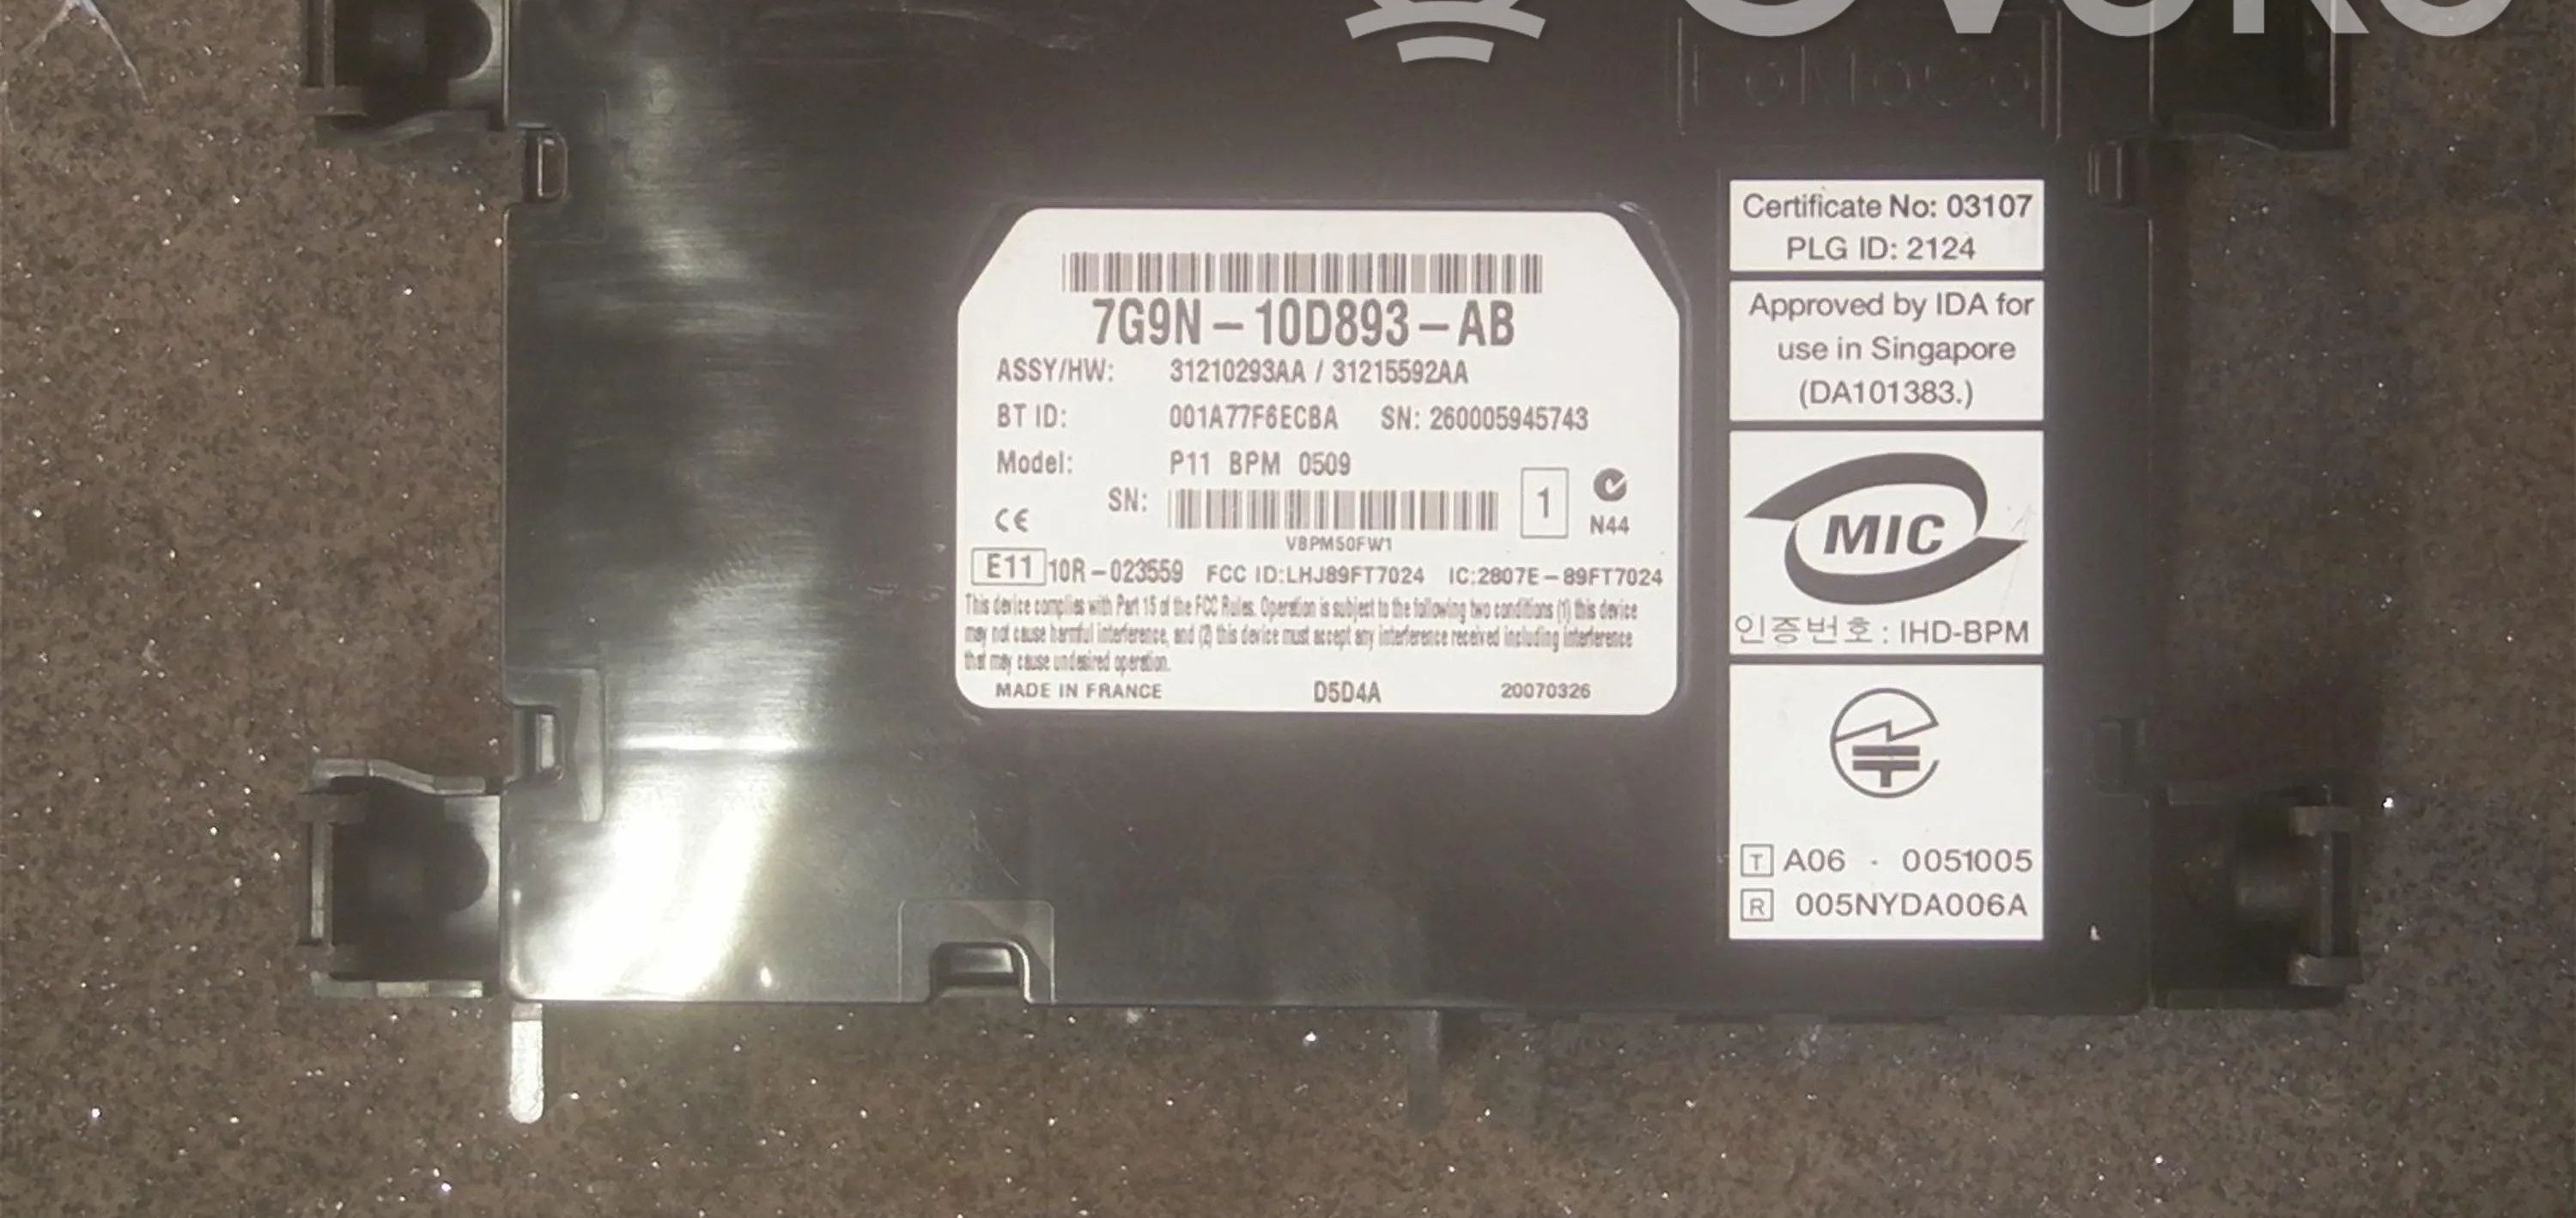 7G9N – 10D893 – AB
ASSY/HW: 31210293AA / 31215592AA
BT ID: 001A77F6ECBA SN: 260005945743
Model: P11 BPM 0509
SN:
1
N44
CE
VBPM50FW1
E11 10R – 023559 FCC ID:LHJ89FT7024 IC:2807E – 89FT7024
This device complies with Part 15 of the FCC Rules. Operation is subject to the following two conditions (1) this device
may not cause harmful interference, and (2) this device must accept any interference received including interference
that may cause undesired operation.
MADE IN FRANCE D5D4A 20070326
Certificate No: 03107
PLG ID: 2124
Approved by IDA for
use in Singapore
(DA101383.)
MIC
인증번호 : IHD-BPM
T A06 · 0051005
R 005NYDA006A